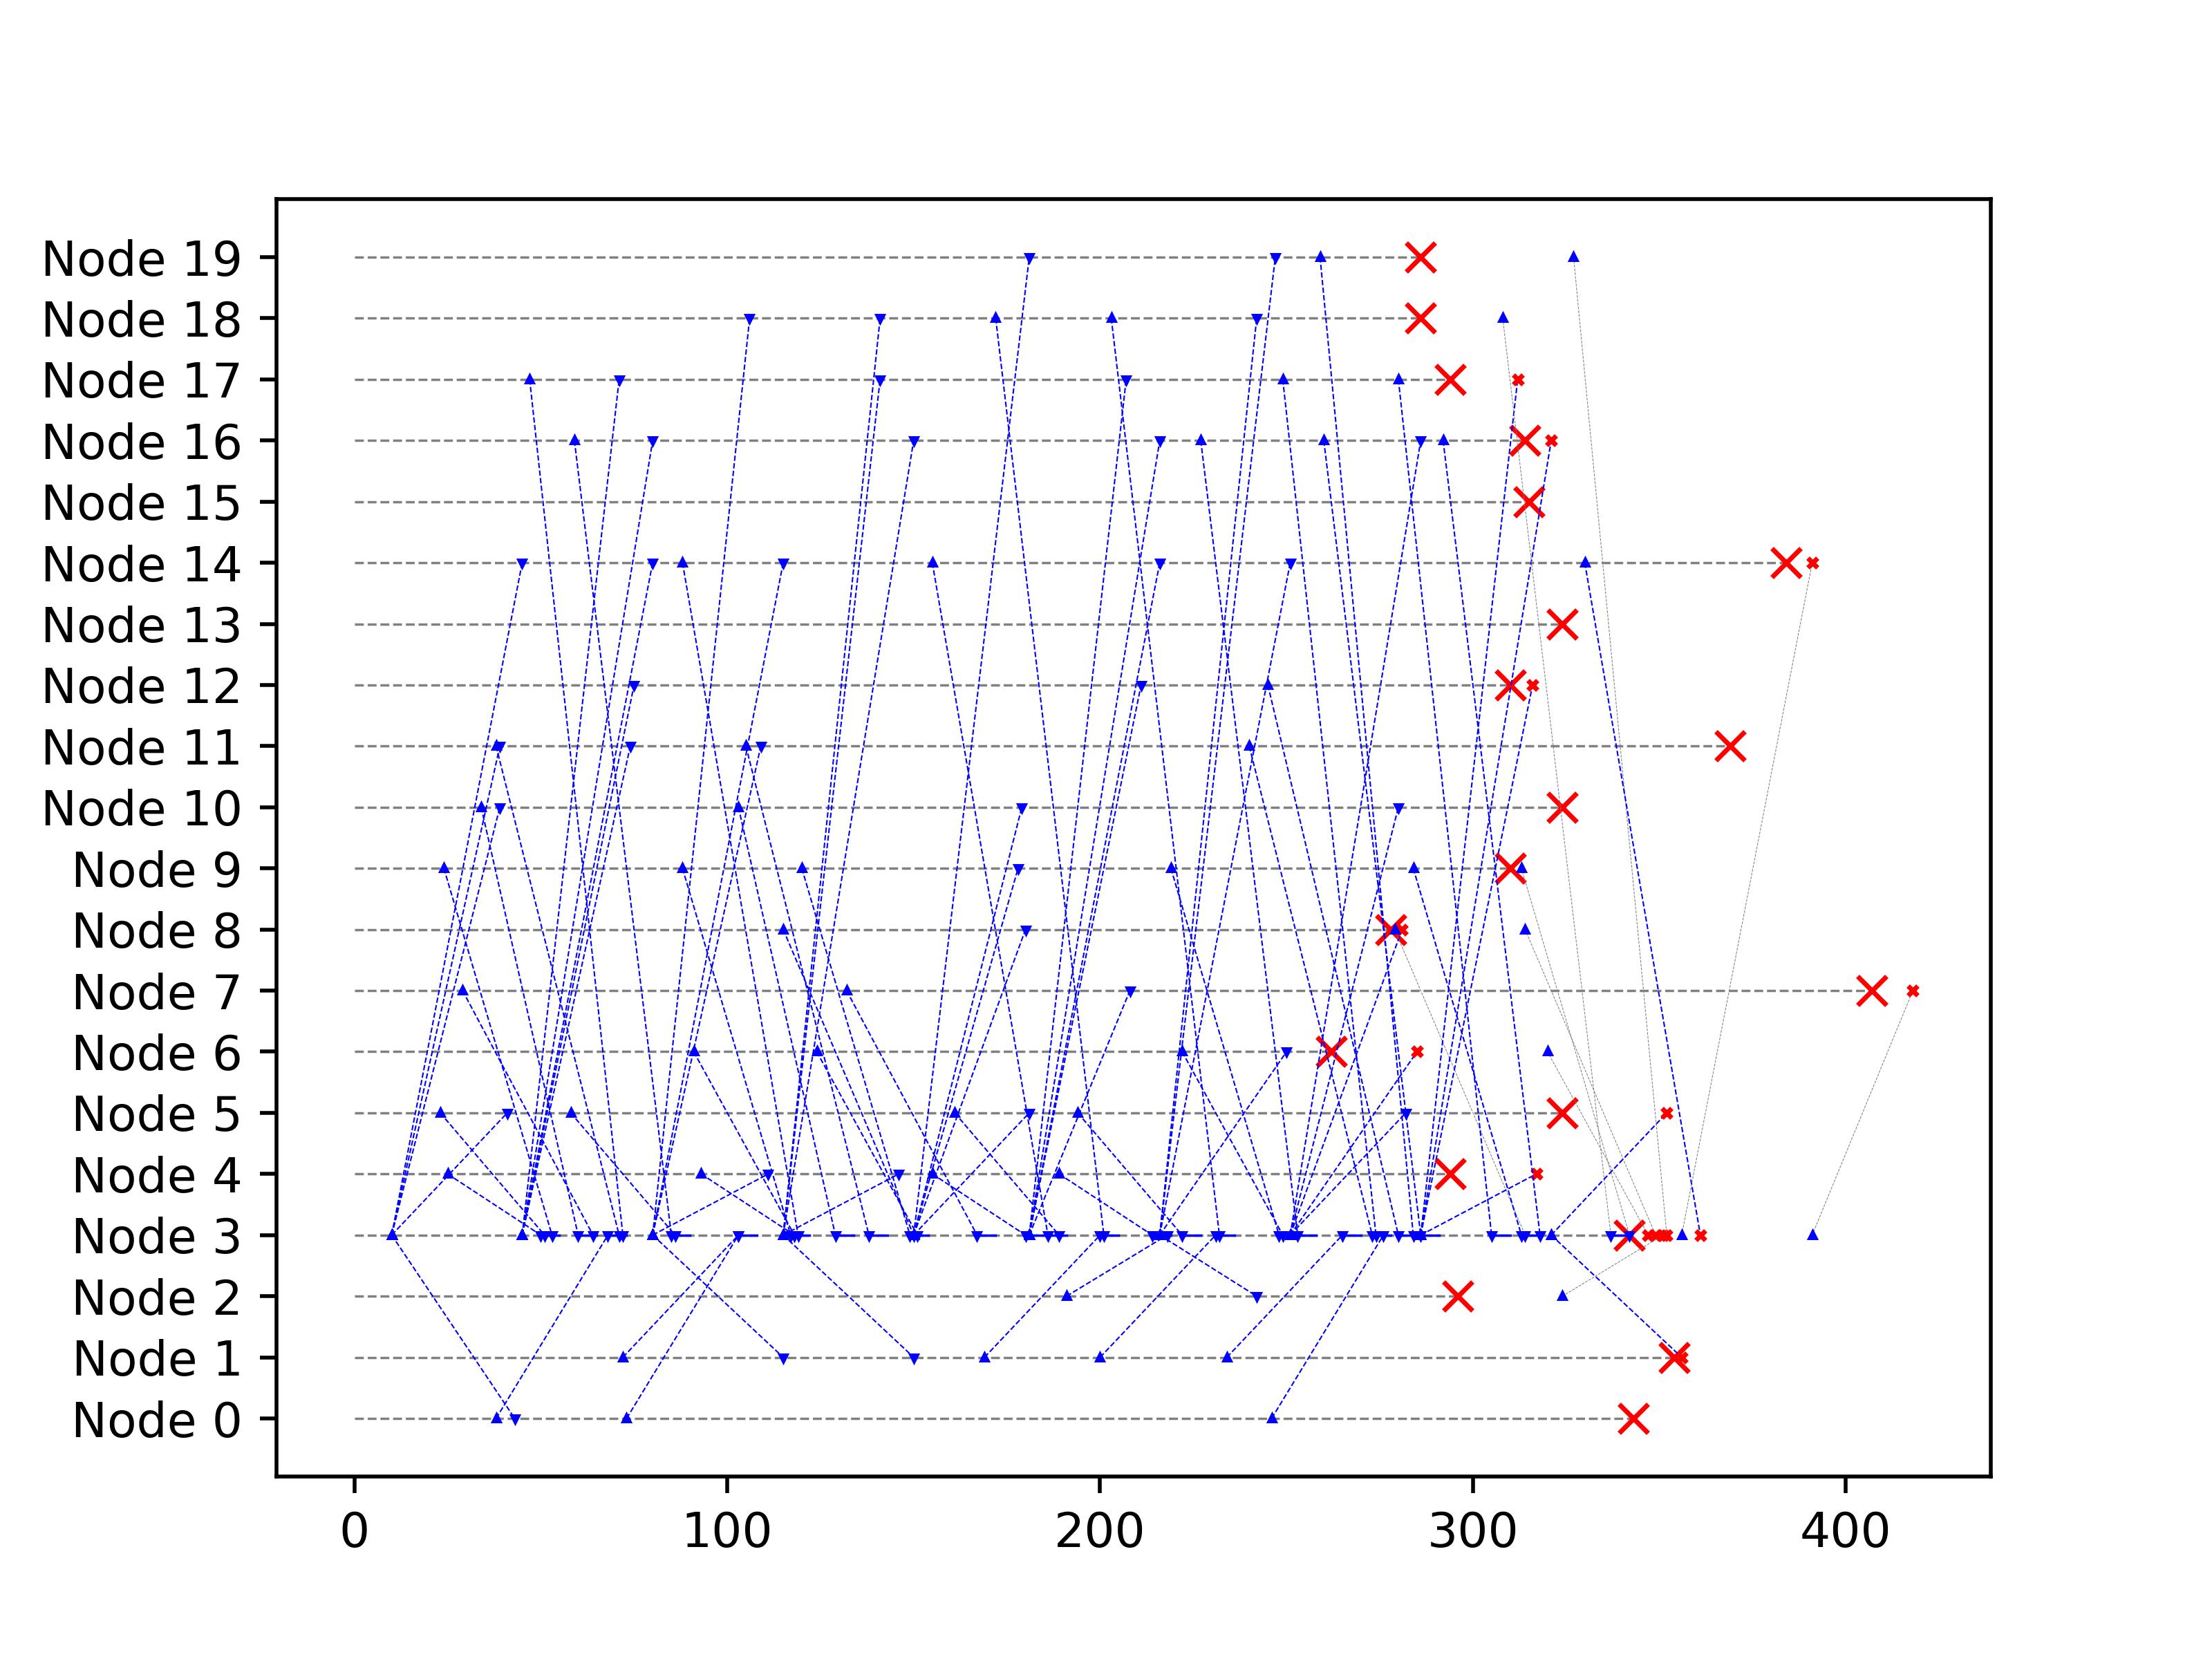 Node 19
Node 18
Node 17
Node 16
Node 15
Node 14
Node 13
Node 12
Node 11
Node 10
Node 9
Node 8
Node 7
Node 6
Node 5
Node 4
Node 3
Node 2
Node 1
Node 0
0 100 200 300 400